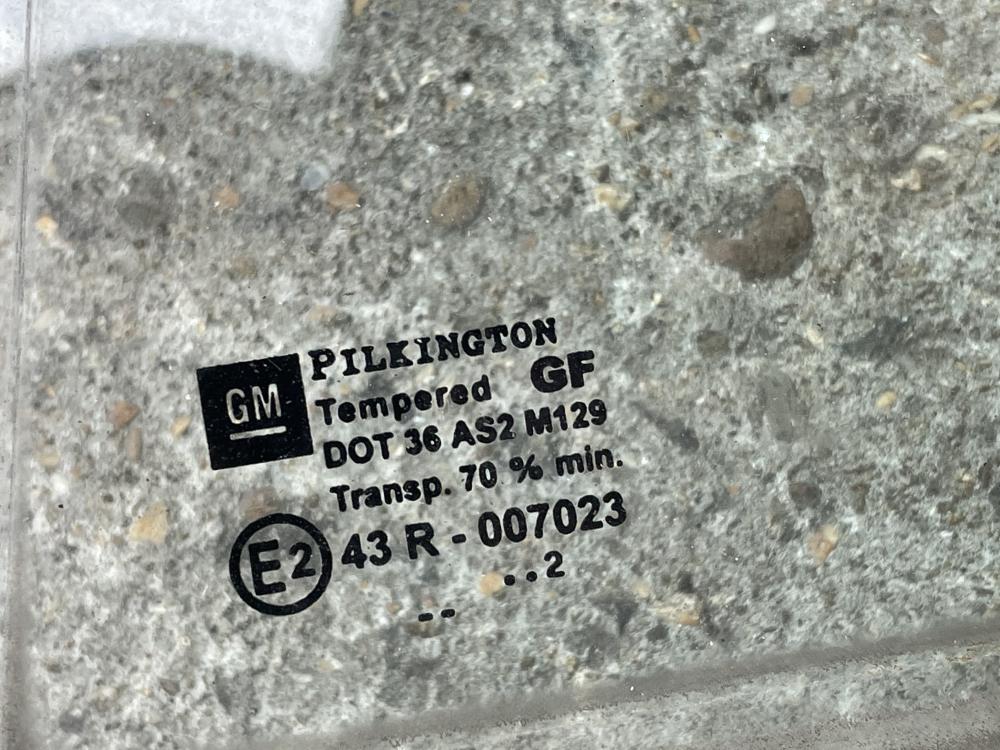 GM
PILKINGTON
Tempered GF
DOT 36 AS2 M129
Transp. 70 % min.
E2 43 R - 007023
..2
--